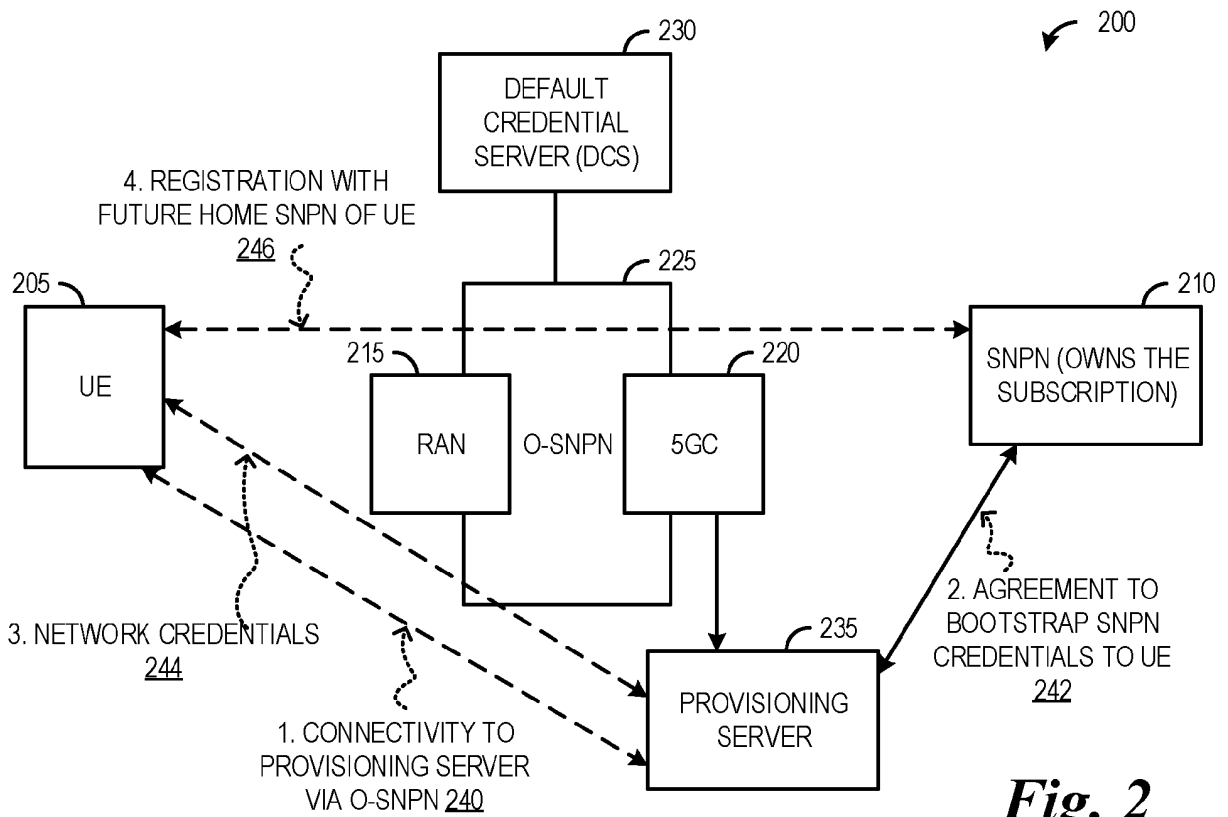 200
230
DEFAULT
CREDENTIAL
SERVER (DCS)
4. REGISTRATION WITH
FUTURE HOME SNPN OF UE
246
225
205
210
UE
215
RAN
O-SNPN
220
5GC
SNPN (OWNS THE
SUBSCRIPTION)
3. NETWORK CREDENTIALS
244
2. AGREEMENT TO
BOOTSTRAP SNPN
CREDENTIALS TO UE
242
235
PROVISIONING
SERVER
1. CONNECTIVITY TO
PROVISIONING SERVER
VIA O-SNPN 240
Fig. 2